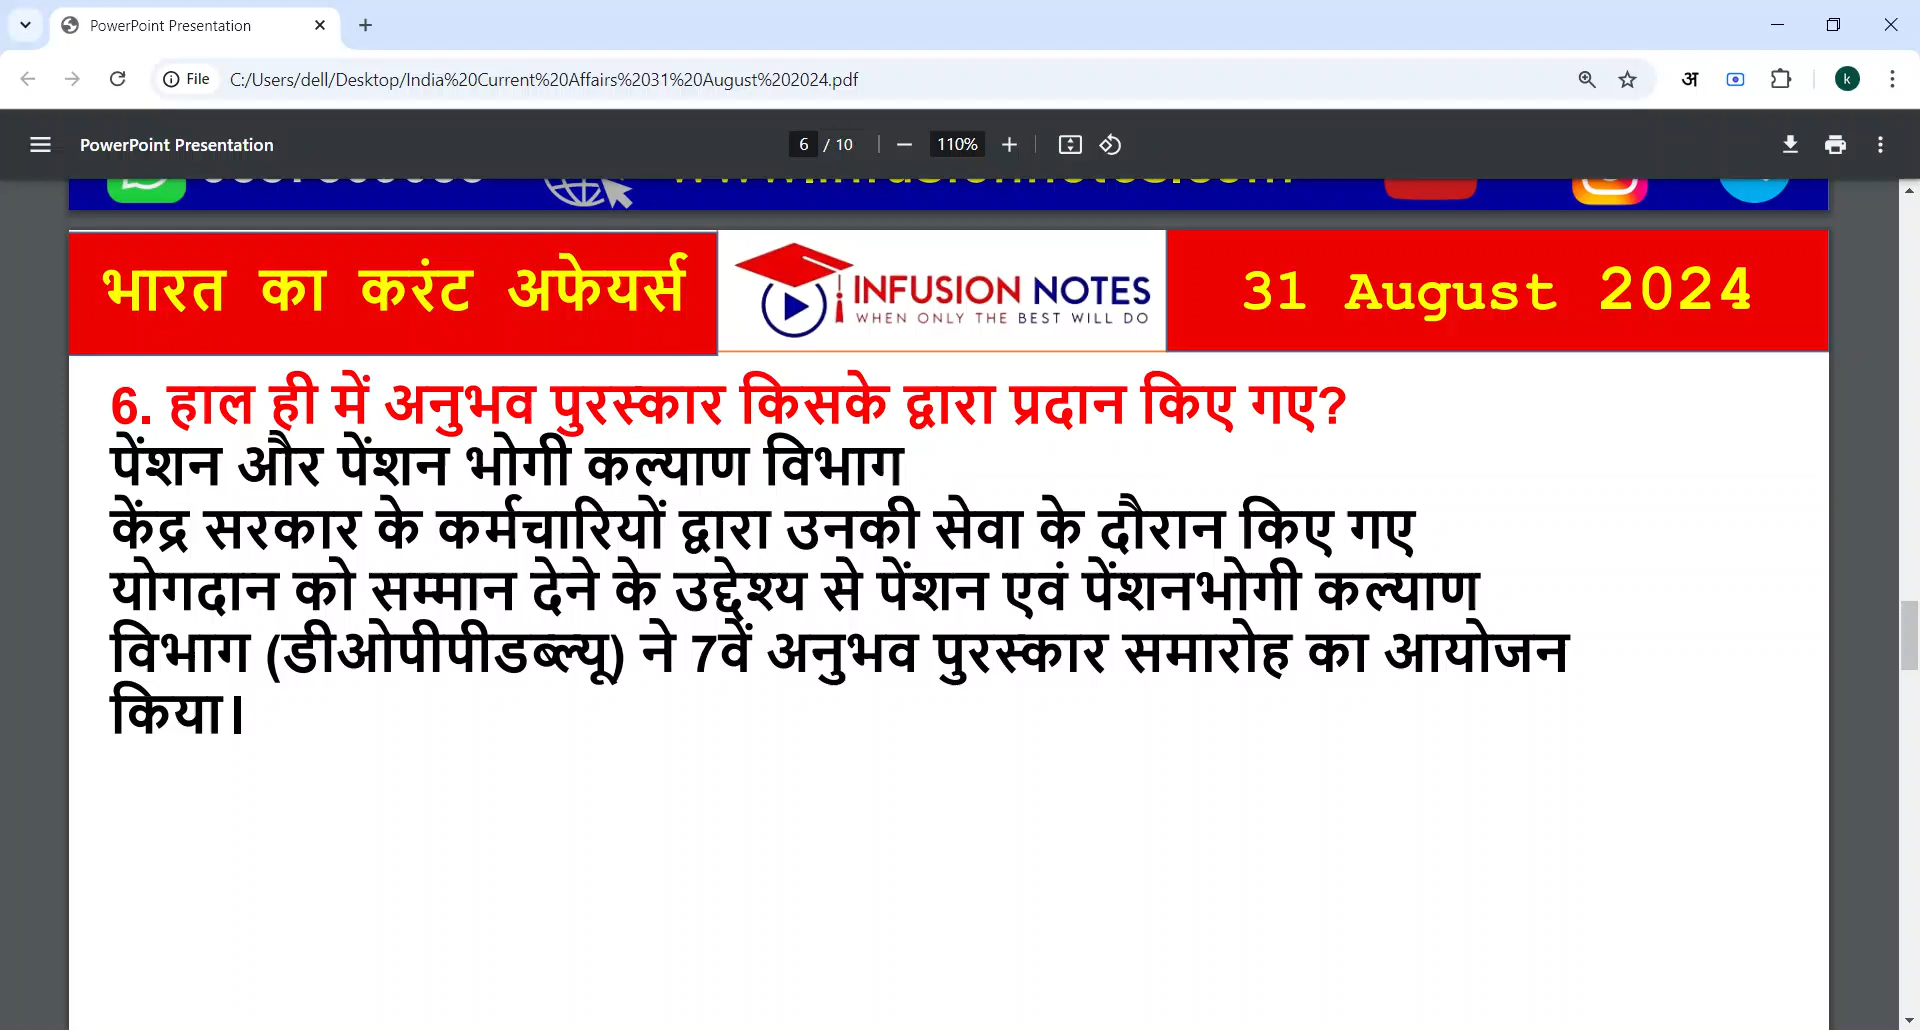 PowerPoint Presentation
File
C:/Users/dell/Desktop/India%20Current%20Affairs%2031%20August%202024.pdf
अ
k
PowerPoint Presentation
6 / 10
110%
भारत का करंट अफेयर्स
INFUSION NOTES
WHEN ONLY THE BEST WILL DO
31 August 2024
6. हाल ही में अनुभव पुरस्कार किसके द्वारा प्रदान किए गए?
पेंशन और पेंशन भोगी कल्याण विभाग
केंद्र सरकार के कर्मचारियों द्वारा उनकी सेवा के दौरान किए गए
योगदान को सम्मान देने के उद्देश्य से पेंशन एवं पेंशनभोगी कल्याण
विभाग (डीओपीपीडब्ल्यू) ने 7वें अनुभव पुरस्कार समारोह का आयोजन
किया।